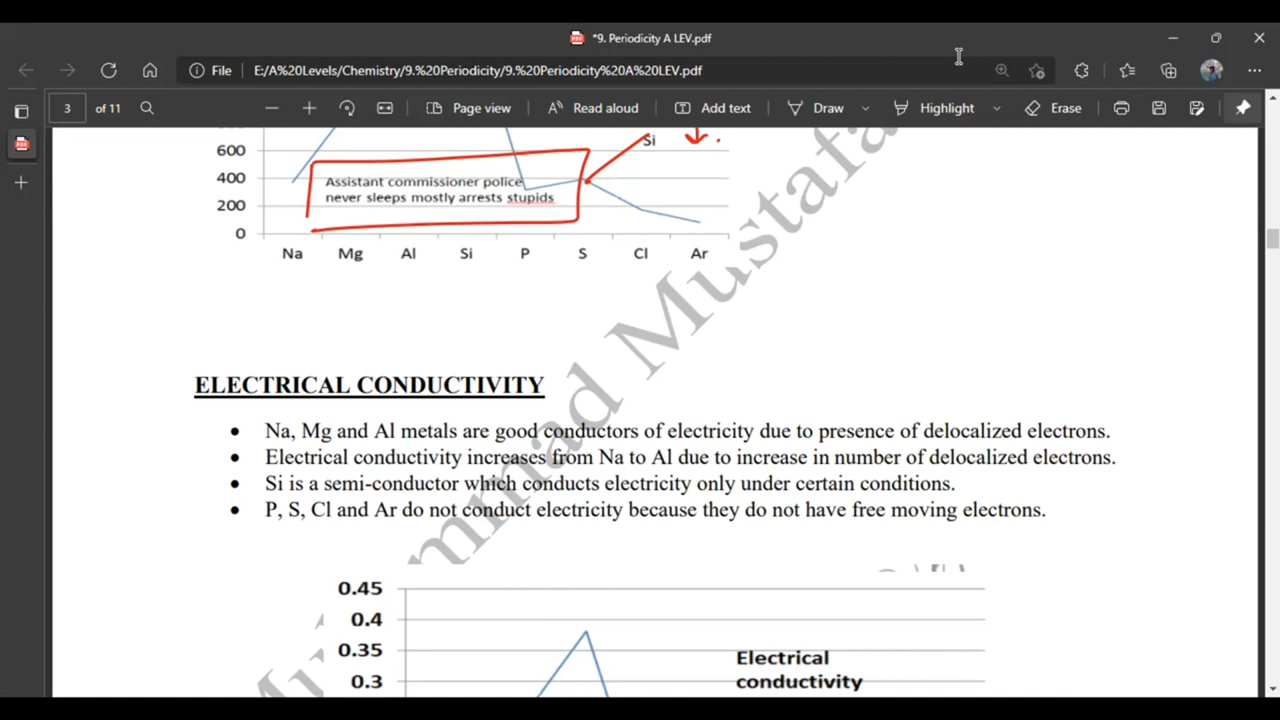 *9. Periodicity A LEV.pdf
File E:/A%20Levels/Chemistry/9.%20Periodicity/9.%20Periodicity%20A%20LEV.pdf
3 of 11 Page view Read aloud Add text Draw Highlight Erase
Si
600
400
200
0
Assistant commissioner police
never sleeps mostly arrests stupids
Na Mg Al Si P S Cl Ar
ELECTRICAL CONDUCTIVITY
• Na, Mg and Al metals are good conductors of electricity due to presence of delocalized electrons.
• Electrical conductivity increases from Na to Al due to increase in number of delocalized electrons.
• Si is a semi-conductor which conducts electricity only under certain conditions.
• P, S, Cl and Ar do not conduct electricity because they do not have free moving electrons.
0.45
0.4
0.35
0.3
Electrical
conductivity
mmad Mustafa